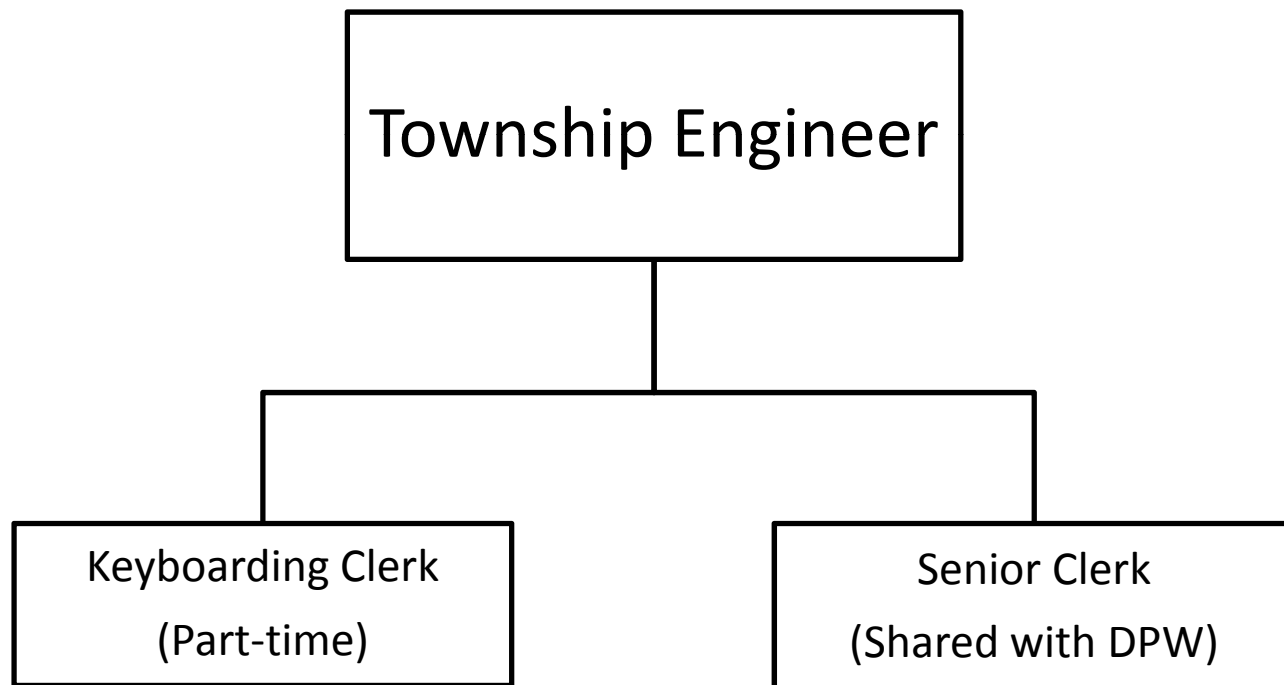 Township Engineer
Keyboarding Clerk
(Part-time)
Senior Clerk
(Shared with DPW)